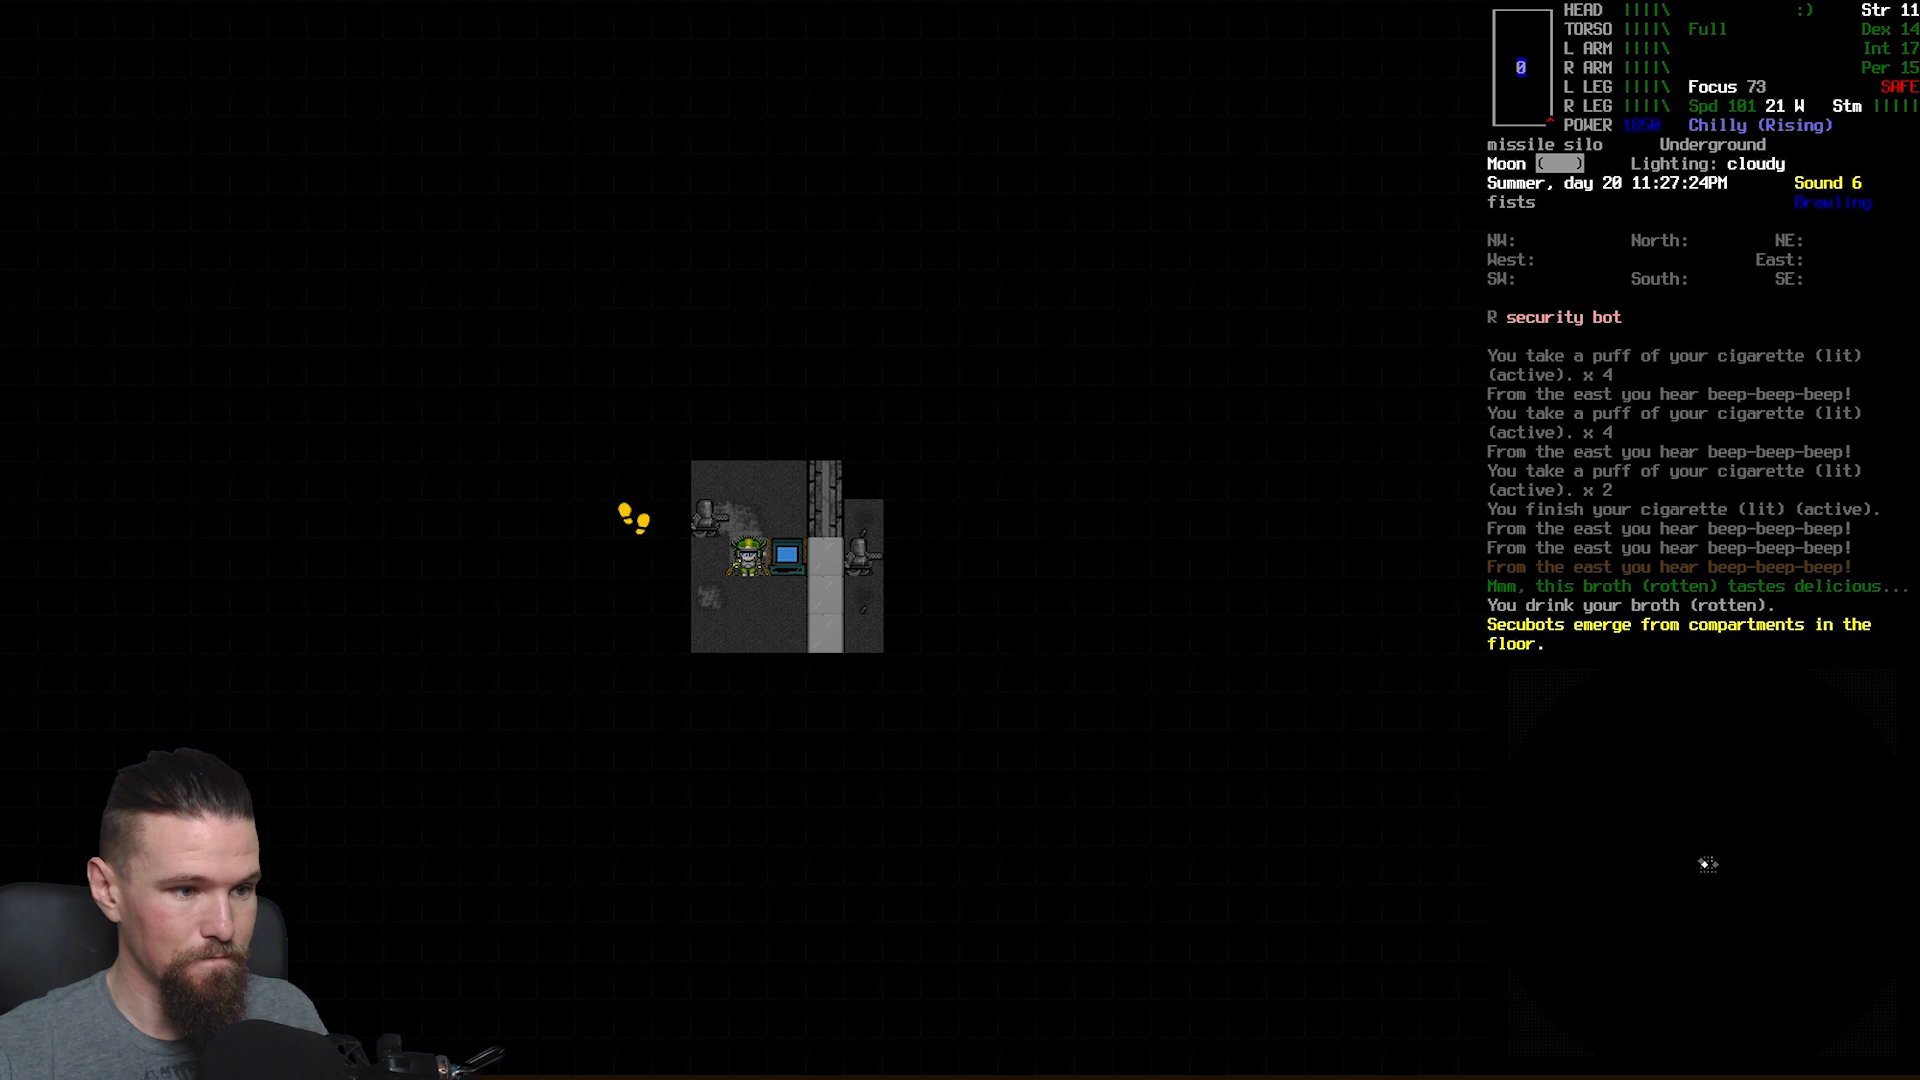 HEAD ||||\ :) Str 11
TORSO ||||\ Full Dex 14
L ARM ||||\ Int 17
R ARM ||||\ Per 15
L LEG ||||\ Focus 73 SAFE
R LEG ||||\ Spd 101 21 W Stm |||||
POWER 1850 Chilly (Rising)
0
^
missile silo Underground
Moon (   ) Lighting: cloudy
Summer, day 20 11:27:24PM Sound 6
fists Brawling
NW: North: NE:
West: East:
SW: South: SE:
R security bot
You take a puff of your cigarette (lit)
(active). x 4
From the east you hear beep-beep-beep!
You take a puff of your cigarette (lit)
(active). x 4
From the east you hear beep-beep-beep!
You take a puff of your cigarette (lit)
(active). x 2
You finish your cigarette (lit) (active).
From the east you hear beep-beep-beep!
From the east you hear beep-beep-beep!
From the east you hear beep-beep-beep!
Mmm, this broth (rotten) tastes delicious...
You drink your broth (rotten).
Secubots emerge from compartments in the
floor.